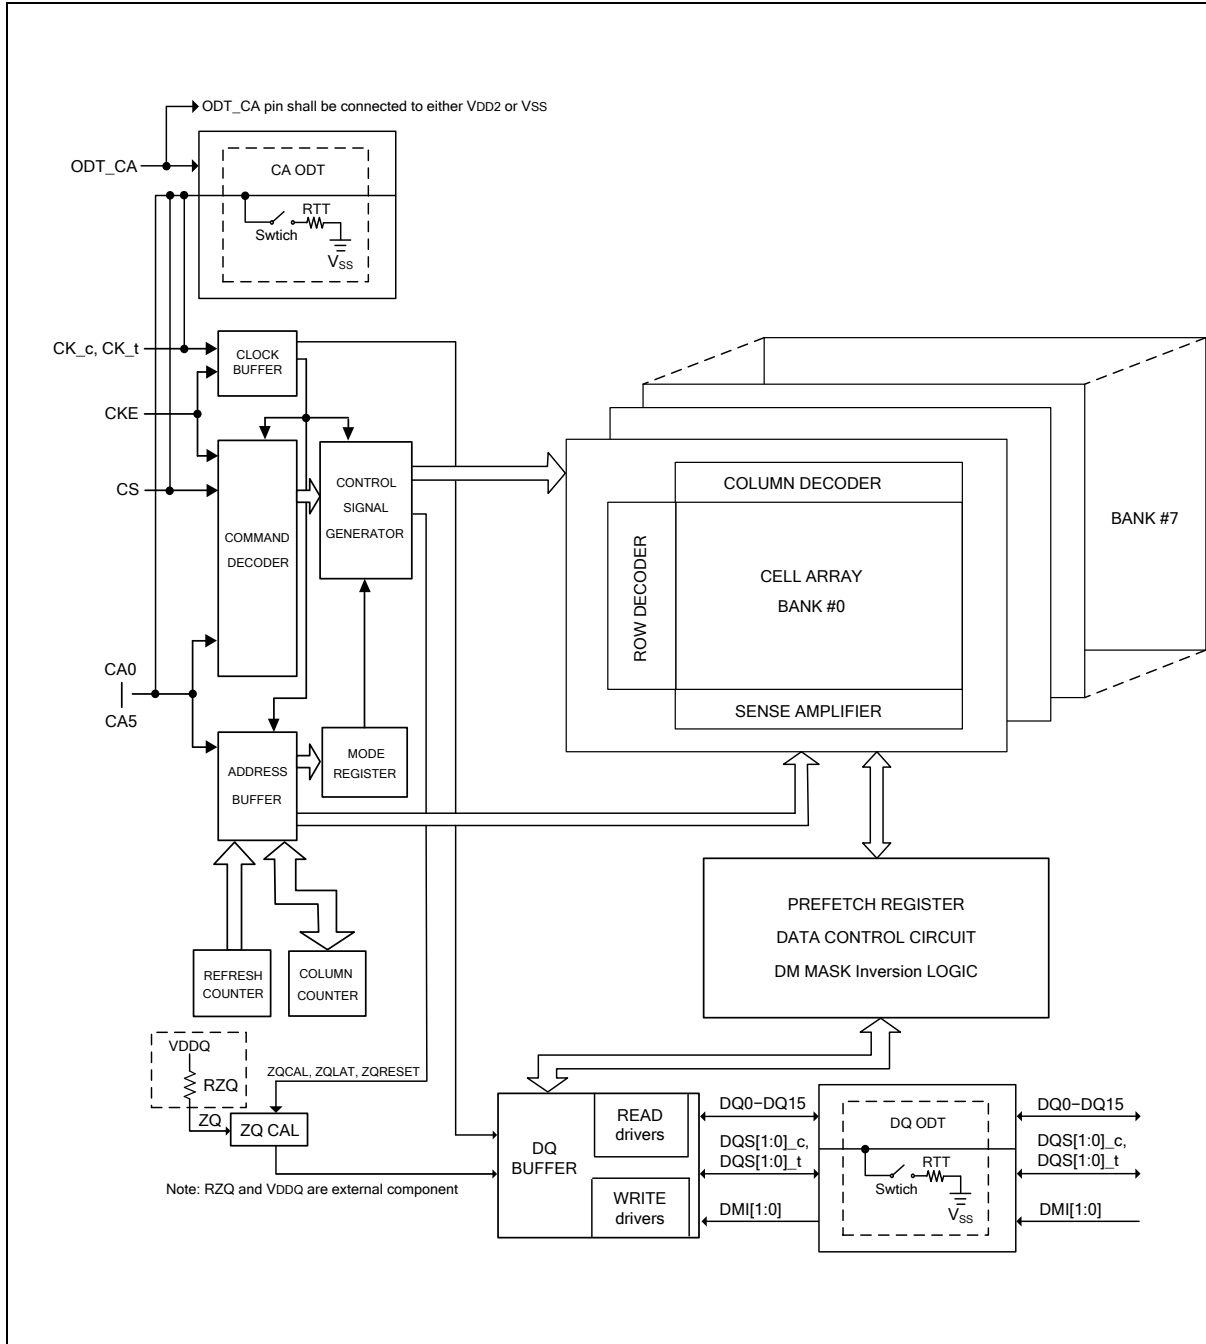 ODT_CA pin shall be connected to either VDD2 or VSS
ODT_CA
CA ODT
RTT
Swtich
VSS
CK_c, CK_t
CLOCK
BUFFER
CKE
CS
COMMAND
DECODER
CONTROL
SIGNAL
GENERATOR
COLUMN DECODER
ROW DECODER
CELL ARRAY
BANK #0
SENSE AMPLIFIER
BANK #7
CA0
CA5
ADDRESS
BUFFER
MODE
REGISTER
PREFETCH REGISTER
DATA CONTROL CIRCUIT
DM MASK Inversion LOGIC
REFRESH
COUNTER
COLUMN
COUNTER
VDDQ
RZQ
ZQ
ZQCAL, ZQLAT, ZQRESET
ZQ CAL
Note: RZQ and VDDQ are external component
DQ
BUFFER
READ
drivers
WRITE
drivers
DQ0−DQ15
DQS[1:0]_c,
DQS[1:0]_t
DMI[1:0]
DQ ODT
RTT
Swtich
VSS
DQ0−DQ15
DQS[1:0]_c,
DQS[1:0]_t
DMI[1:0]